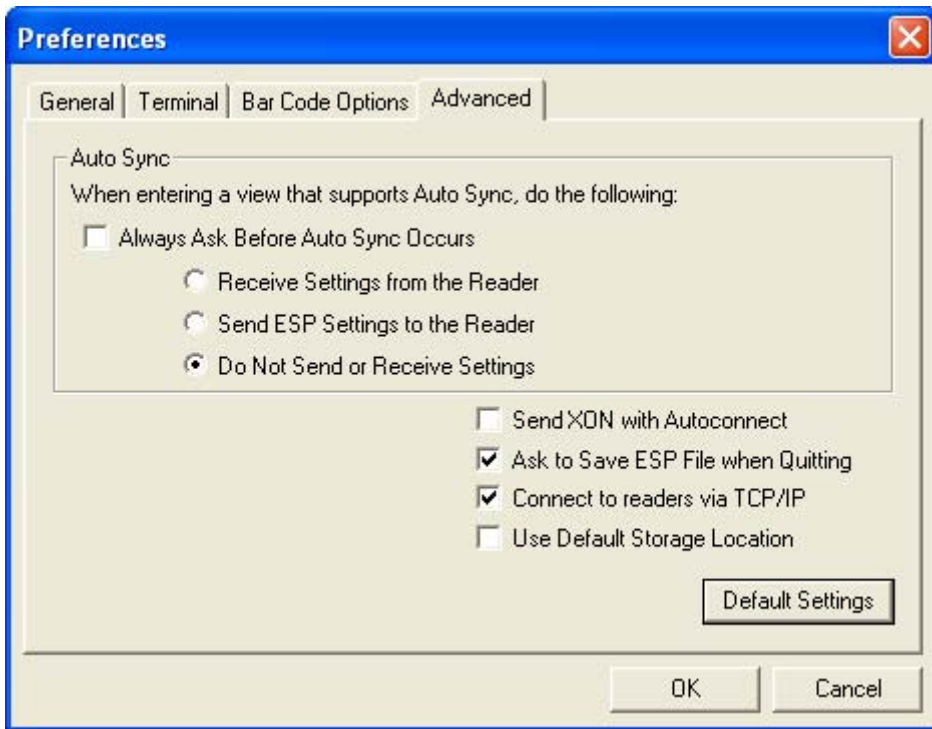 Preferences
General Terminal Bar Code Options Advanced
Auto Sync
When entering a view that supports Auto Sync, do the following:
Always Ask Before Auto Sync Occurs
Receive Settings from the Reader
Send ESP Settings to the Reader
Do Not Send or Receive Settings
Send XON with Autoconnect
Ask to Save ESP File when Quitting
Connect to readers via TCP/IP
Use Default Storage Location
Default Settings
OK Cancel